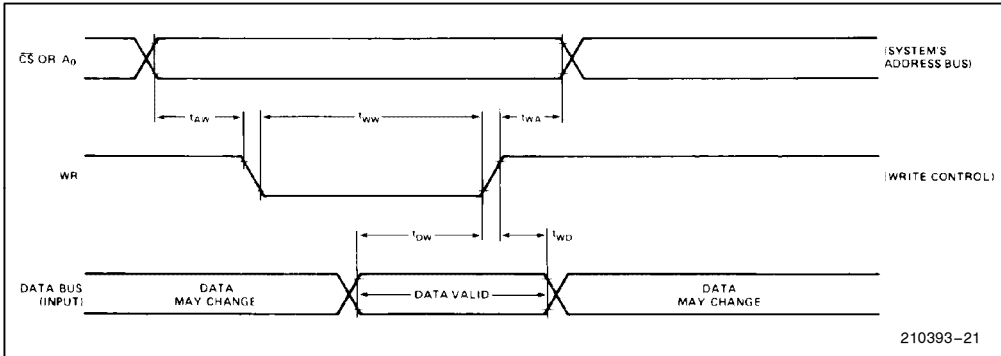 C̅S̅ OR A₀
(SYSTEM'S
ADDRESS BUS)
tAW
tWW
tWA
WR
(WRITE CONTROL)
tDW
tWD
DATA BUS
(INPUT)
DATA
MAY CHANGE
DATA VALID
DATA
MAY CHANGE
210393–21